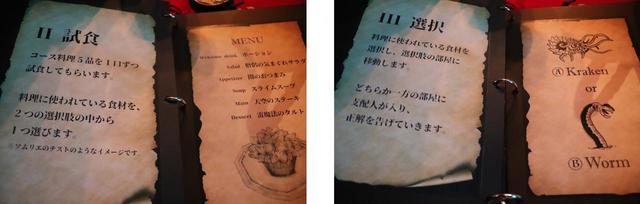 II 試食
コース料理5品を1口ずつ
試食してもらいます。
料理に使われている食材を、
2つの選択肢の中から
1つ選びます。
※ソムリエのテストのようなイメージです
MENU
Welcome drink ポーション
Salad 僧侶の気まぐれサラダ
Appetizer 闇のおつまみ
Soup スライムスープ
Main 天空のステーキ
Dessert 雷魔法のタルト
III 選択
料理に使われている食材を
選択し、選択肢の部屋に
移動します。
どちらか一方の部屋に
支配人が入り、
正解を告げていきます。
Ⓐ Kraken
or
Ⓑ Worm